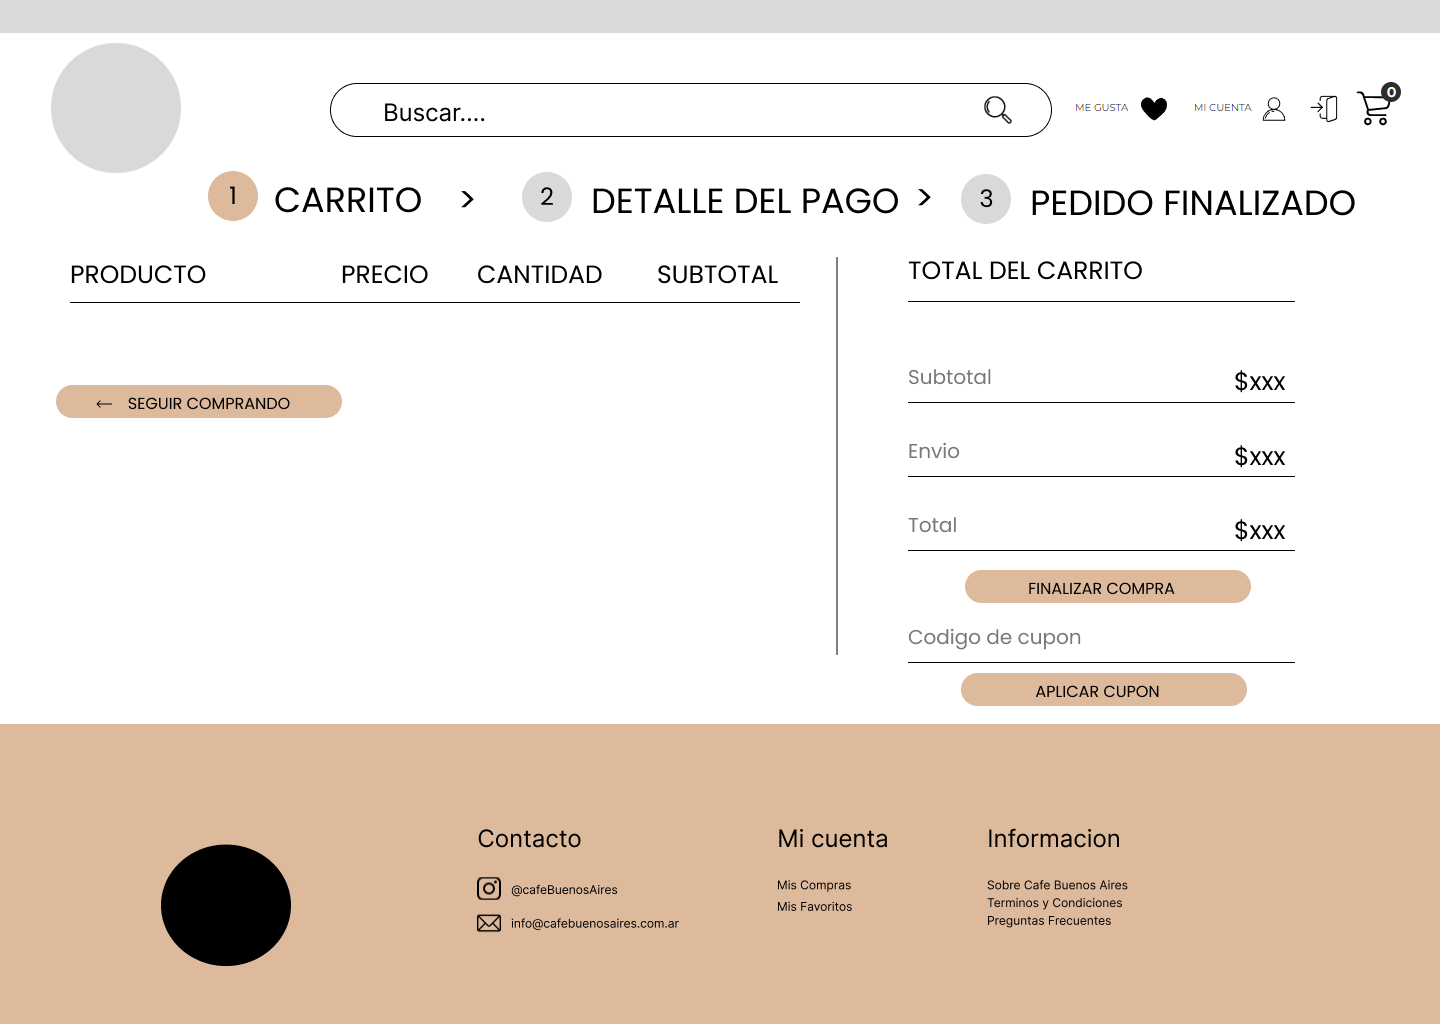 Buscar....
ME GUSTA
MI CUENTA
0
1 CARRITO > 2 DETALLE DEL PAGO > 3 PEDIDO FINALIZADO
PRODUCTO PRECIO CANTIDAD SUBTOTAL
SEGUIR COMPRANDO
TOTAL DEL CARRITO
Subtotal $xxx
Envio $xxx
Total $xxx
FINALIZAR COMPRA
Codigo de cupon
APLICAR CUPON
Contacto
@cafeBuenosAires
info@cafebuenosaires.com.ar
Mi cuenta
Mis Compras
Mis Favoritos
Informacion
Sobre Cafe Buenos Aires
Terminos y Condiciones
Preguntas Frecuentes